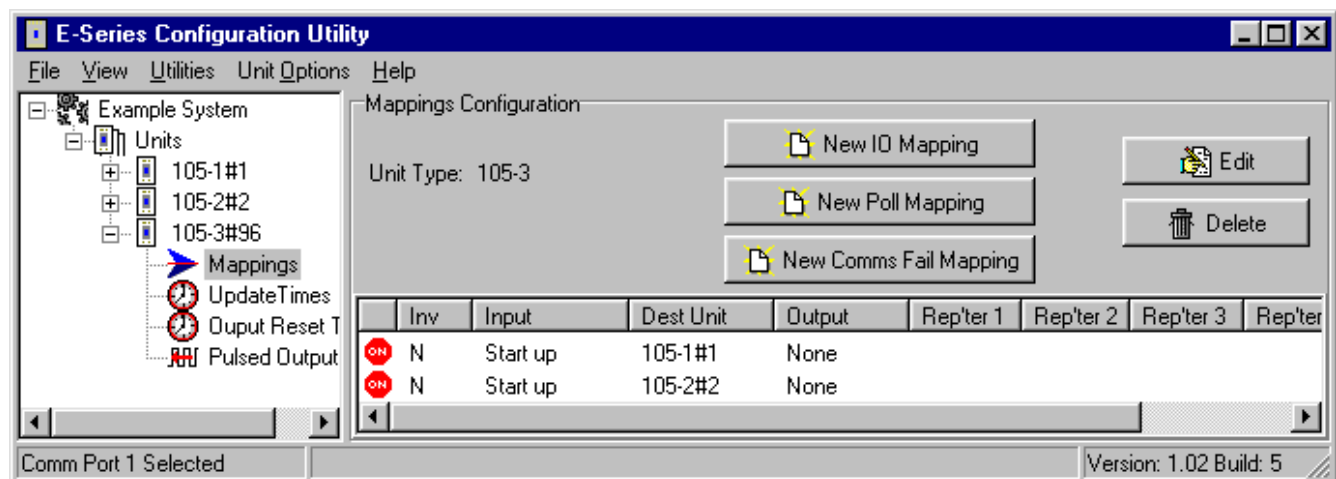 E-Series Configuration Utility
File View Utilities Unit Options Help
Example System
Units
105-1#1
105-2#2
105-3#96
Mappings
UpdateTimes
Ouput Reset T
Pulsed Output
Mappings Configuration
Unit Type: 105-3
New IO Mapping
New Poll Mapping
New Comms Fail Mapping
Edit
Delete
Inv Input Dest Unit Output Rep'ter 1 Rep'ter 2 Rep'ter 3 Rep'ter
ON N Start up 105-1#1 None
ON N Start up 105-2#2 None
Comm Port 1 Selected Version: 1.02 Build: 5